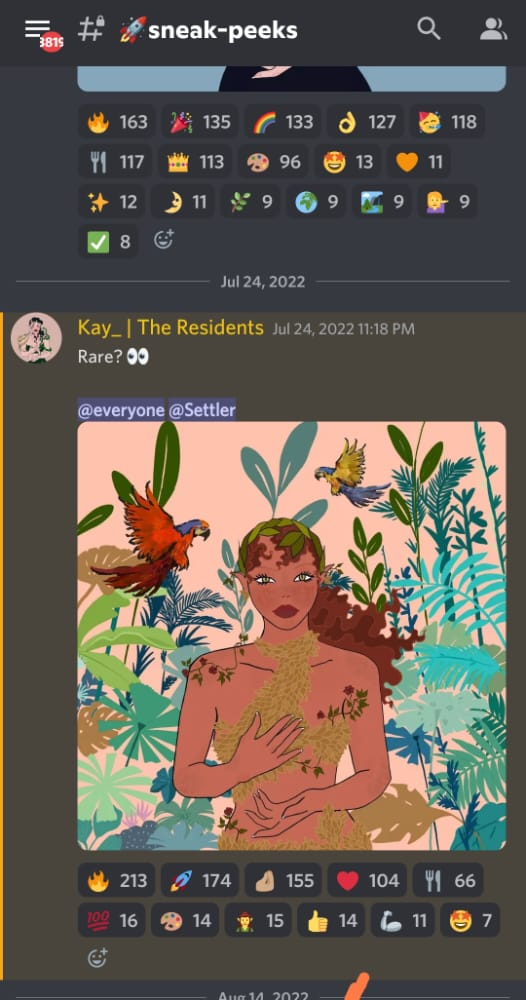 3819
🚀sneak-peeks
🔥 163 🎉 135 🌈 133 👌 127 🥳 118
🍴 117 👑 113 🎨 96 🤩 13 🧡 11
✨ 12 🌛 11 🌿 9 🌍 9 🏞️ 9 💁 9
✅ 8
Jul 24, 2022
Kay_ | The Residents Jul 24, 2022 11:18 PM
Rare? 👀
@everyone @Settler
🔥 213 🚀 174 🤌 155 ❤️ 104 🍴 66
💯 16 🎨 14 🧝 15 👍 14 🦾 11 🤩 7
Aug 14, 2022